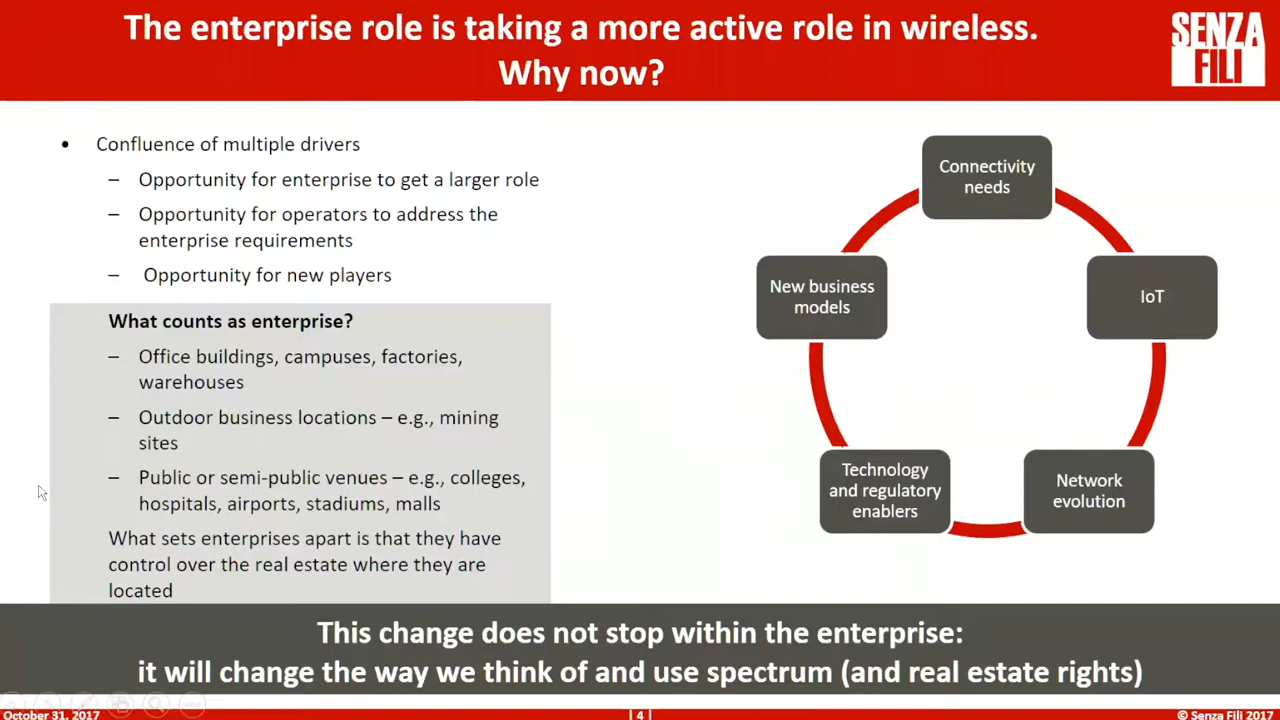 The enterprise role is taking a more active role in wireless.
Why now?
SENZA
FILI
• Confluence of multiple drivers
– Opportunity for enterprise to get a larger role
– Opportunity for operators to address the
enterprise requirements
– Opportunity for new players
What counts as enterprise?
– Office buildings, campuses, factories,
warehouses
– Outdoor business locations – e.g., mining
sites
– Public or semi-public venues – e.g., colleges,
hospitals, airports, stadiums, malls
What sets enterprises apart is that they have
control over the real estate where they are
located
Connectivity
needs
IoT
Network
evolution
Technology
and regulatory
enablers
New business
models
This change does not stop within the enterprise:
it will change the way we think of and use spectrum (and real estate rights)
October 31, 2017
| 4 |
© Senza Fili 2017